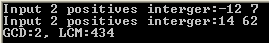 Input 2 positives interger:-12 7
Input 2 positives interger:14 62
GCD:2, LCM:434